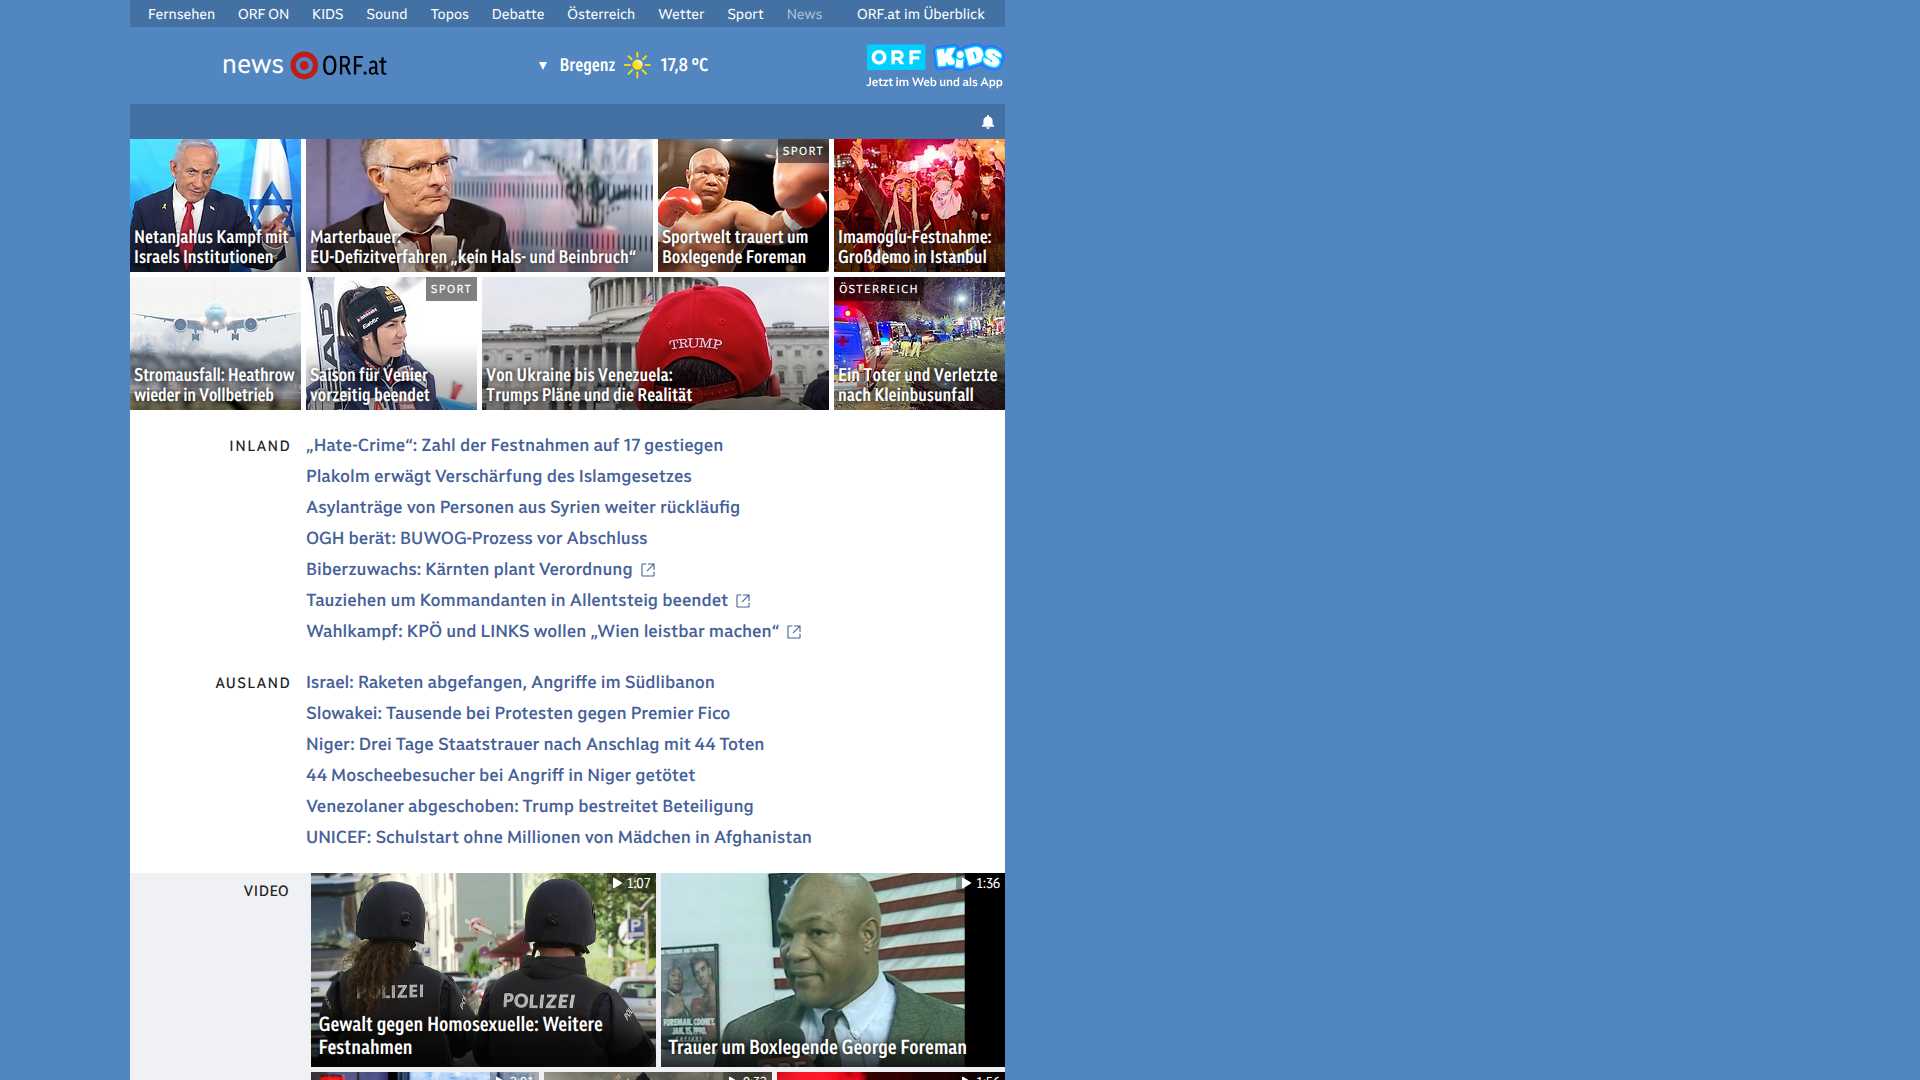 Fernsehen ORF ON KIDS Sound Topos Debatte Österreich Wetter Sport News ORF.at im Überblick
news ORF.at
▼ Bregenz 17,8 °C
ORF KiDS
Jetzt im Web und als App
Netanjahus Kampf mit
Israels Institutionen
Marterbauer:
EU-Defizitverfahren „kein Hals- und Beinbruch“
SPORT
Sportwelt trauert um
Boxlegende Foreman
Imamoglu-Festnahme:
Großdemo in Istanbul
Stromausfall: Heathrow
wieder in Vollbetrieb
SPORT
Saison für Venier
vorzeitig beendet
TRUMP
Von Ukraine bis Venezuela:
Trumps Pläne und die Realität
ÖSTERREICH
Ein Toter und Verletzte
nach Kleinbusunfall
INLAND
„Hate-Crime“: Zahl der Festnahmen auf 17 gestiegen
Plakolm erwägt Verschärfung des Islamgesetzes
Asylanträge von Personen aus Syrien weiter rückläufig
OGH berät: BUWOG-Prozess vor Abschluss
Biberzuwachs: Kärnten plant Verordnung
Tauziehen um Kommandanten in Allentsteig beendet
Wahlkampf: KPÖ und LINKS wollen „Wien leistbar machen“
AUSLAND
Israel: Raketen abgefangen, Angriffe im Südlibanon
Slowakei: Tausende bei Protesten gegen Premier Fico
Niger: Drei Tage Staatstrauer nach Anschlag mit 44 Toten
44 Moscheebesucher bei Angriff in Niger getötet
Venezolaner abgeschoben: Trump bestreitet Beteiligung
UNICEF: Schulstart ohne Millionen von Mädchen in Afghanistan
VIDEO
1:07
P
POLIZEI
POLIZEI
Gewalt gegen Homosexuelle: Weitere
Festnahmen
1:36
FOREMAN, COONEY
JAN. 15, 1990
Trauer um Boxlegende George Foreman